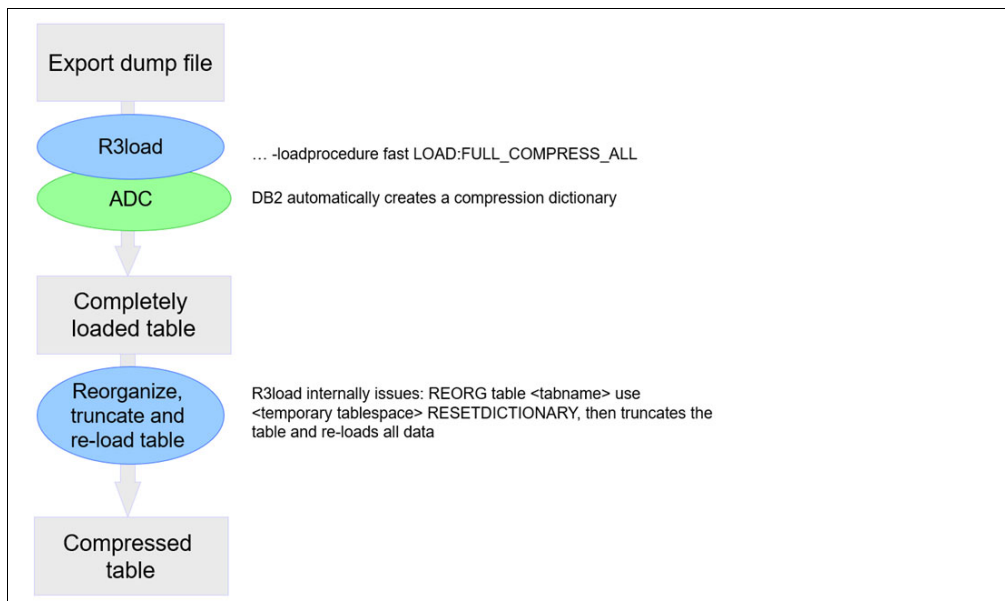 Export dump file
R3load
… -loadprocedure fast LOAD:FULL_COMPRESS_ALL
ADC
DB2 automatically creates a compression dictionary
Completely
loaded table
Reorganize,
truncate and
re-load table
R3load internally issues: REORG table <tabname> use
<temporary tablespace> RESETDICTIONARY, then truncates the
table and re-loads all data
Compressed
table